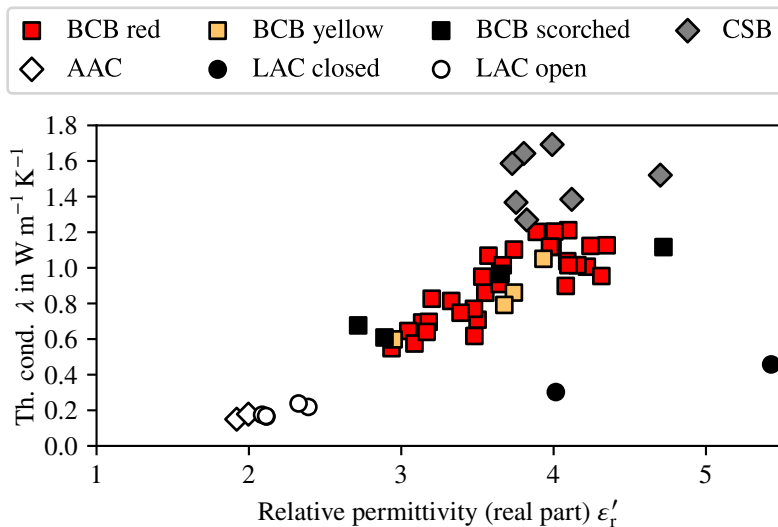 BCB red BCB yellow BCB scorched CSB
AAC LAC closed LAC open
1.8
1.6
1.4
1.2
1.0
0.8
0.6
0.4
0.2
0.0
Th. cond. λ in W m⁻¹ K⁻¹
1 2 3 4 5
Relative permittivity (real part) ε′ᵣ